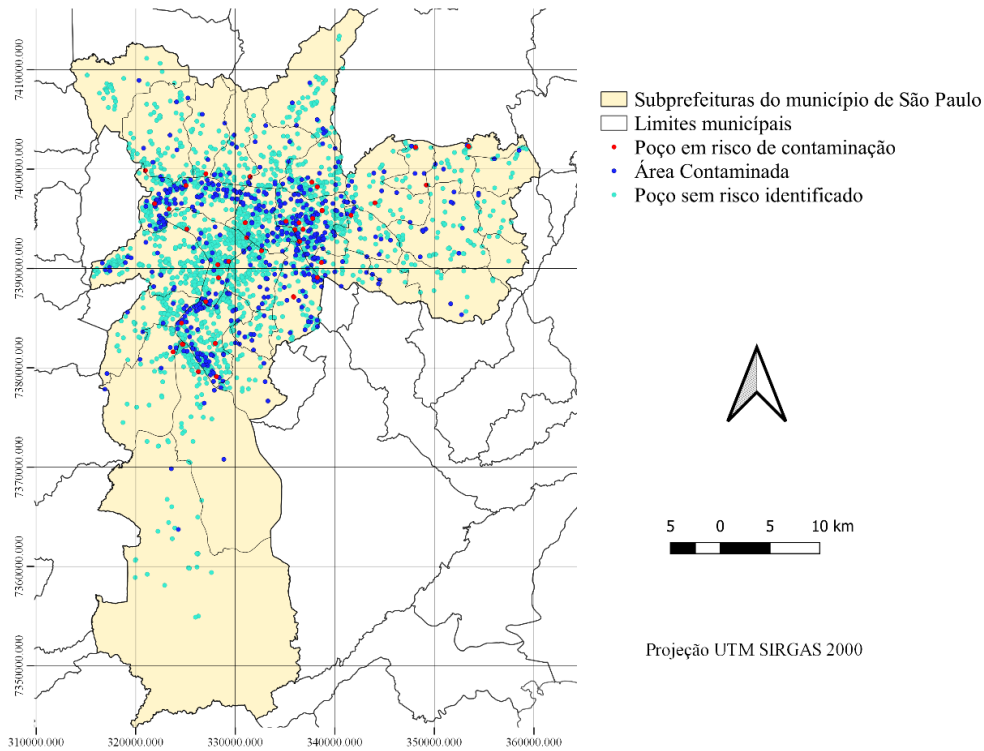 7410000.000
7400000.000
7390000.000
7380000.000
7370000.000
7360000.000
7350000.000
310000.000 320000.000 330000.000 340000.000 350000.000 360000.000
Subprefeituras do município de São Paulo
Limites municípais
Poço em risco de contaminação
Área Contaminada
Poço sem risco identificado
5 0 5 10 km
Projeção UTM SIRGAS 2000